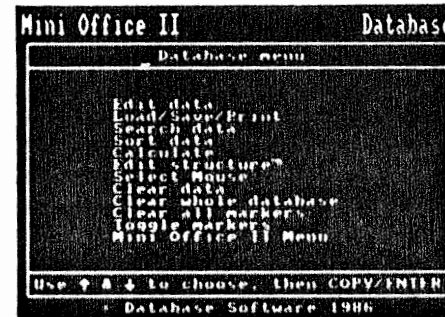 Mini Office II Database
Database menu
Edit data
Load/Save/Print
Search data
Sort data
Calculate
Edit structure
Select Mouse
Clear data
Clear whole database
Clear all markers
Toggle markers
Mini Office II Menu
Use ↑ & ↓ to choose, then COPY/ENTER
Database Software 1986